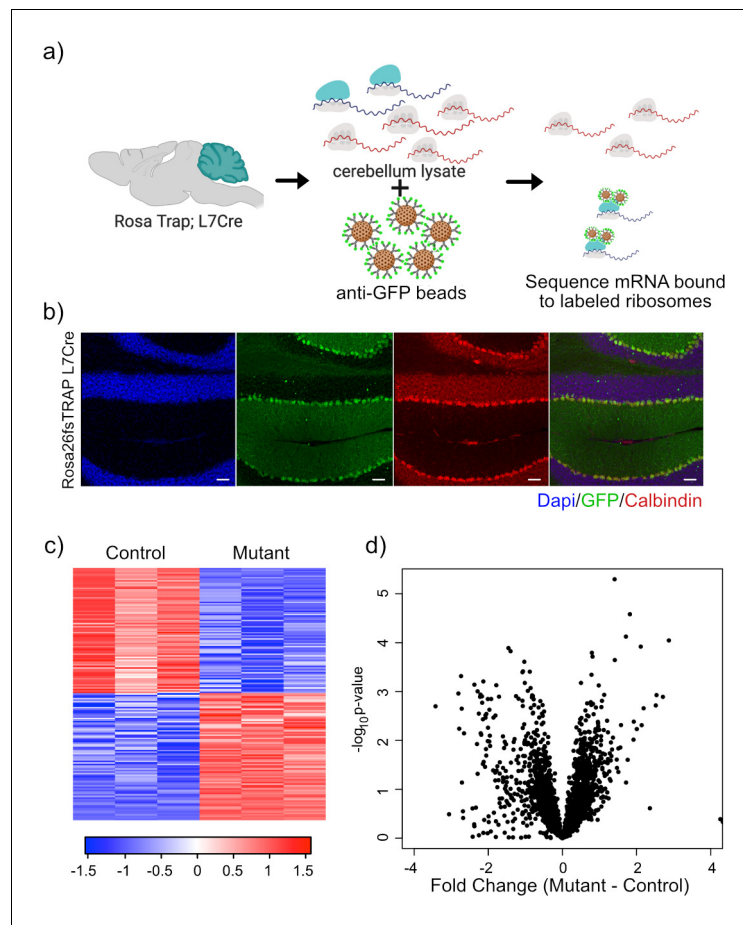 a)
cerebellum lysate
+
Rosa Trap; L7Cre
anti-GFP beads
Sequence mRNA bound
to labeled ribosomes
b)
Rosa26fsTRAP L7Cre
Dapi/GFP/Calbindin
c)
Control Mutant
-1.5 -1 -0.5 0 0.5 1 1.5
d)
-log10p-value
5
4
3
2
1
0
-4 -2 0 2 4
Fold Change (Mutant - Control)